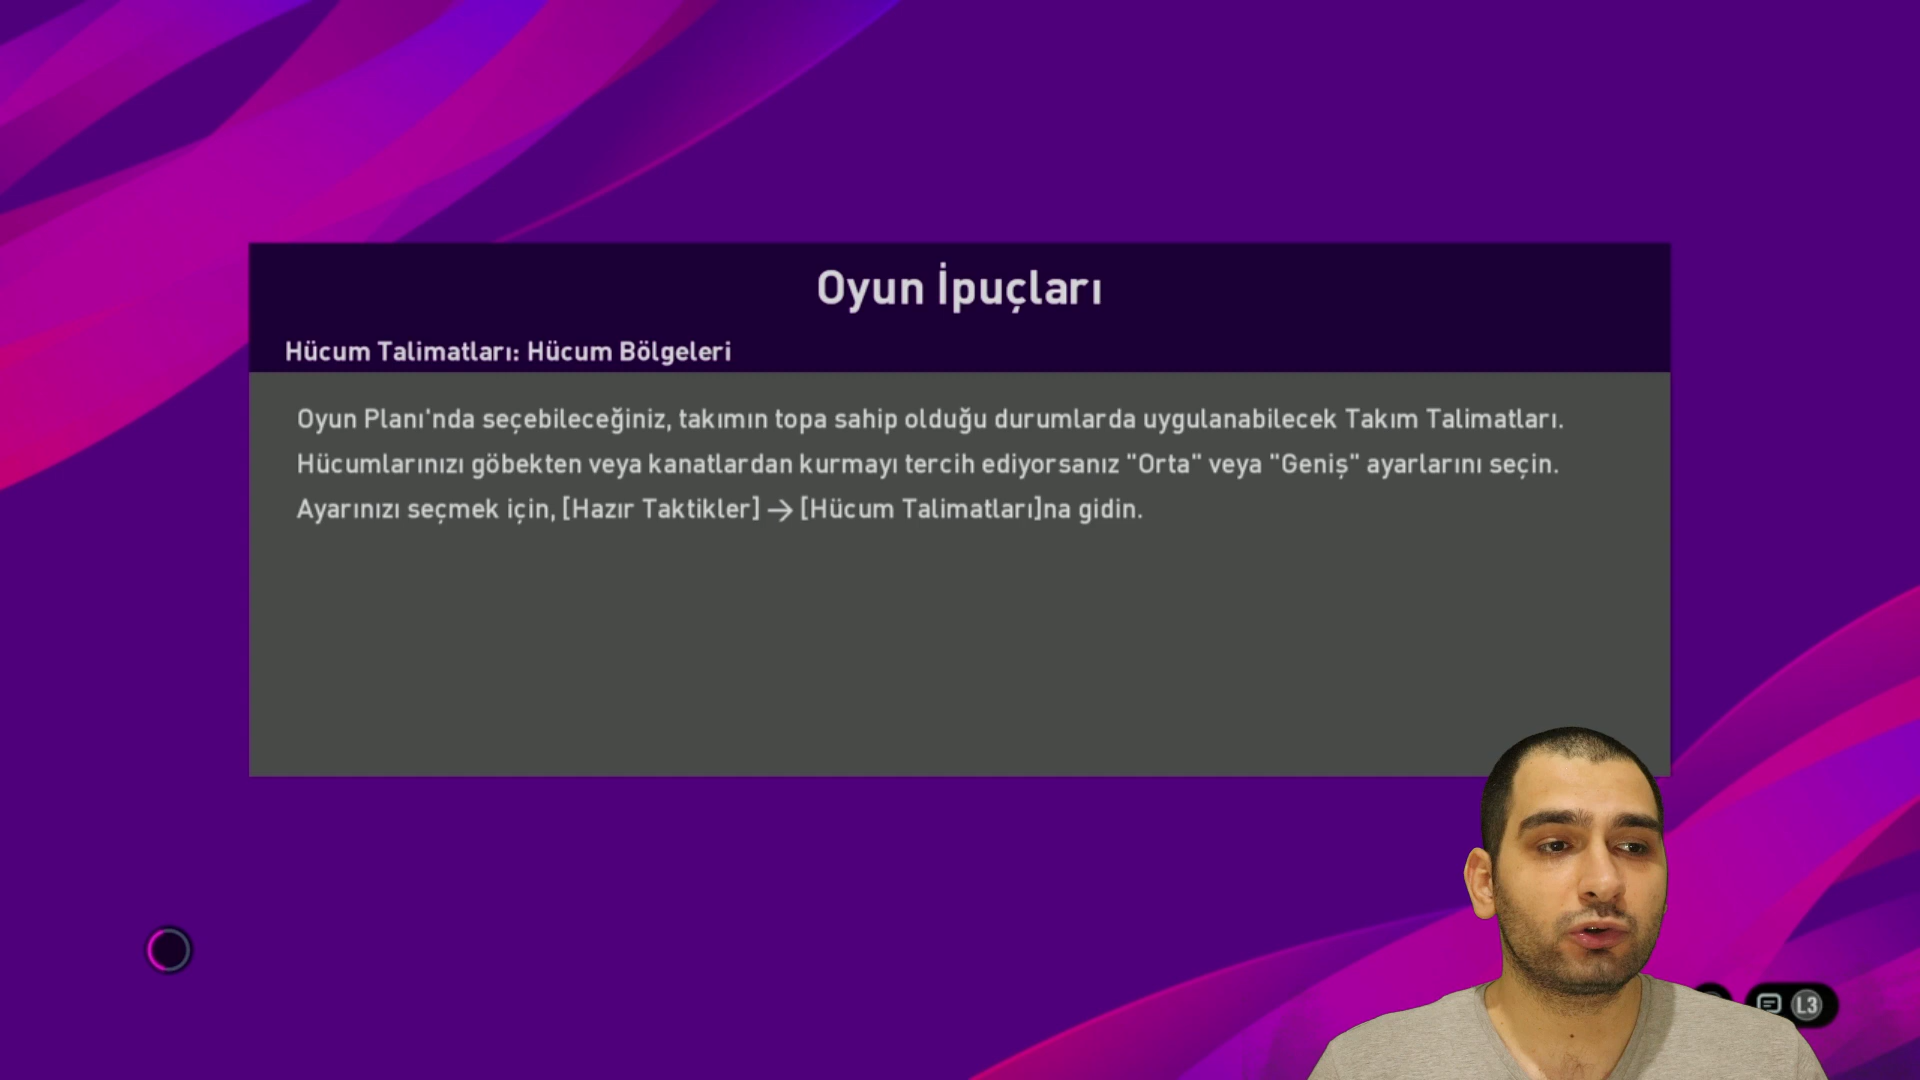 Oyun İpuçları
Hücum Talimatları: Hücum Bölgeleri
Oyun Planı'nda seçebileceğiniz, takımın topa sahip olduğu durumlarda uygulanabilecek Takım Talimatları.
Hücumlarınızı göbekten veya kanatlardan kurmayı tercih ediyorsanız "Orta" veya "Geniş" ayarlarını seçin.
Ayarınızı seçmek için, [Hazır Taktikler] → [Hücum Talimatları]na gidin.
L3